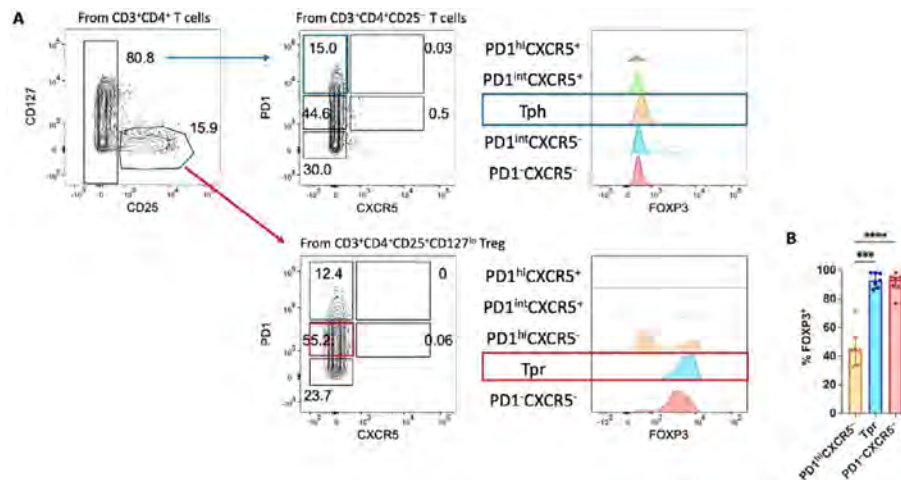 A
From CD3⁺CD4⁺ T cells
From CD3⁺CD4⁺CD25⁻ T cells
80.8
15.9
CD127
CD25
15.0
0.03
44.6
0.5
30.0
PD1
CXCR5
PD1ʰⁱCXCR5⁺
PD1ⁱⁿᵗCXCR5⁺
Tph
PD1ⁱⁿᵗCXCR5⁻
PD1⁻CXCR5⁻
FOXP3
From CD3⁺CD4⁺CD25⁺CD127ˡᵒ Treg
12.4
0
55.2
0.06
23.7
PD1
CXCR5
PD1ʰⁱCXCR5⁺
PD1ⁱⁿᵗCXCR5⁺
PD1ʰⁱCXCR5⁻
Tpr
PD1⁻CXCR5⁻
FOXP3
B
****
***
% FOXP3⁺
100
80
60
40
20
0
PD1ʰⁱCXCR5⁻
Tpr
PD1⁻CXCR5⁻